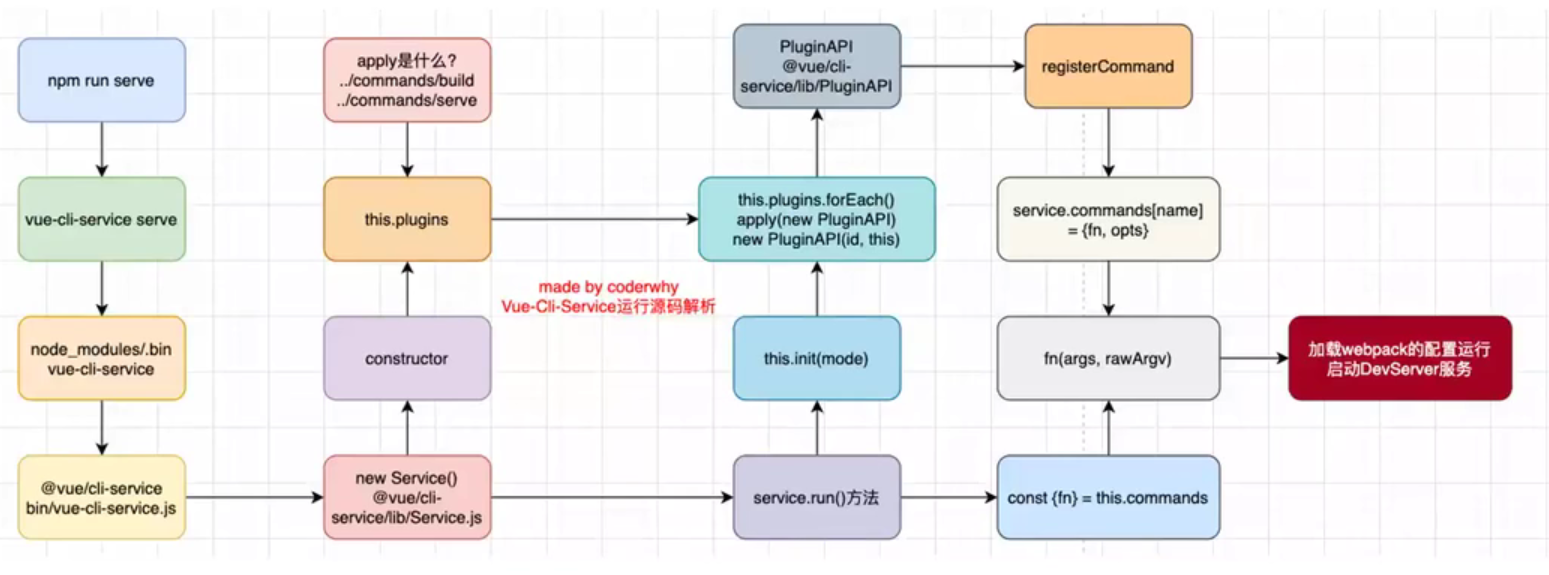 npm run serve
vue-cli-service serve
node_modules/.bin
vue-cli-service
@vue/cli-service
bin/vue-cli-service.js
apply是什么?
../commands/build
../commands/serve
this.plugins
constructor
new Service()
@vue/cli-
service/lib/Service.js
made by coderwhy
Vue-Cli-Service运行源码解析
PluginAPI
@vue/cli-
service/lib/PluginAPI
this.plugins.forEach()
apply(new PluginAPI)
new PluginAPI(id, this)
this.init(mode)
service.run()方法
registerCommand
service.commands[name]
= {fn, opts}
fn(args, rawArgv)
const {fn} = this.commands
加载webpack的配置运行
启动DevServer服务